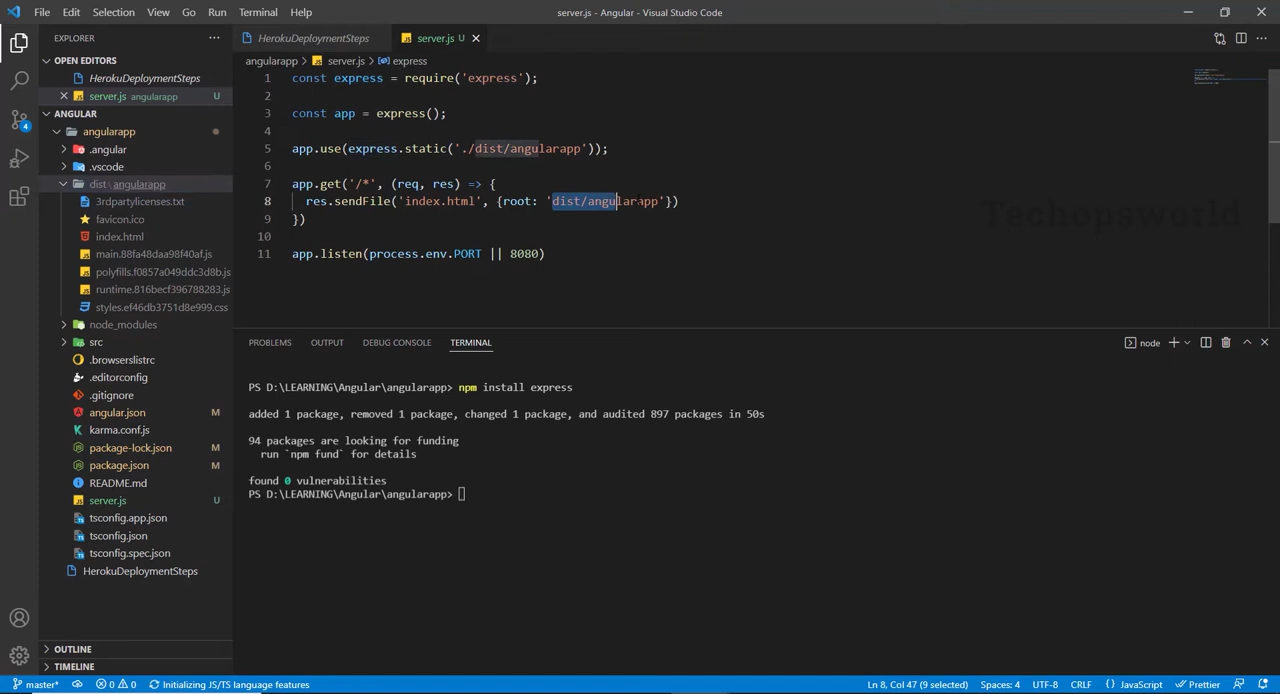 File Edit Selection View Go Run Terminal Help
server.js - Angular - Visual Studio Code
EXPLORER
OPEN EDITORS
HerokuDeploymentSteps
server.js angularapp U
ANGULAR
angularapp
.angular
.vscode
dist / angularapp
3rdpartylicenses.txt
favicon.ico
index.html
main.88fa48daa98f40af.js
polyfills.f0857a049ddc3d8b.js
runtime.816becf396788283.js
styles.ef46db3751d8e999.css
node_modules
src
.browserslistrc
.editorconfig
.gitignore
angular.json M
karma.conf.js
package-lock.json M
package.json M
README.md
server.js U
tsconfig.app.json
tsconfig.json
tsconfig.spec.json
HerokuDeploymentSteps
OUTLINE
TIMELINE
HerokuDeploymentSteps
server.js U
angularapp > server.js > express
1 const express = require('express');
2
3 const app = express();
4
5 app.use(express.static('./dist/angularapp'));
6
7 app.get('/*', (req, res) => {
8 res.sendFile('index.html', {root: 'dist/angularapp'})
9 })
10
11 app.listen(process.env.PORT || 8080)
Techopsworld
PROBLEMS OUTPUT DEBUG CONSOLE TERMINAL
node
PS D:\LEARNING\Angular\angularapp> npm install express
added 1 package, removed 1 package, changed 1 package, and audited 897 packages in 50s
94 packages are looking for funding
run `npm fund` for details
found 0 vulnerabilities
PS D:\LEARNING\Angular\angularapp>
4
master* 0 0 Initializing JS/TS language features
Ln 8, Col 47 (9 selected) Spaces: 4 UTF-8 CRLF {} JavaScript Prettier